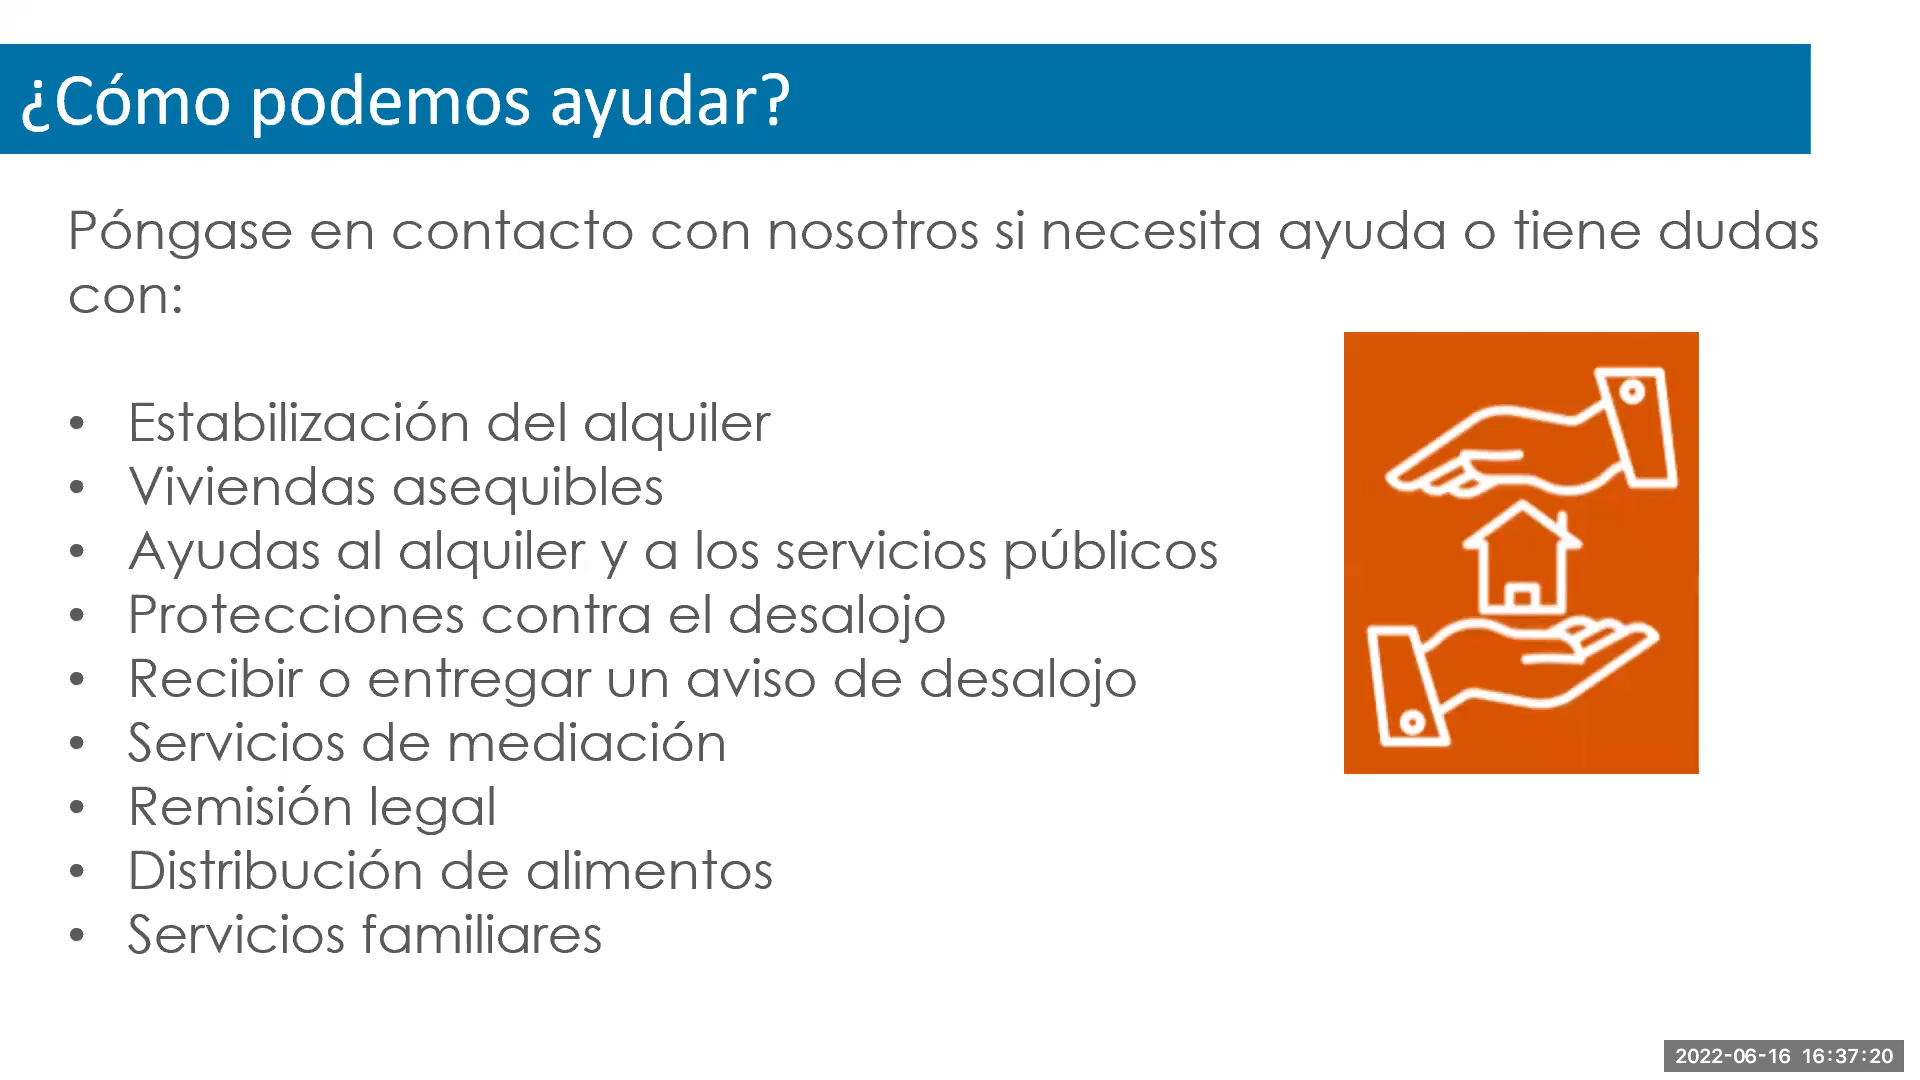 ¿Cómo podemos ayudar?
Póngase en contacto con nosotros si necesita ayuda o tiene dudas
con:
• Estabilización del alquiler
• Viviendas asequibles
• Ayudas al alquiler y a los servicios públicos
• Protecciones contra el desalojo
• Recibir o entregar un aviso de desalojo
• Servicios de mediación
• Remisión legal
• Distribución de alimentos
• Servicios familiares
2022-06-16 16:37:20